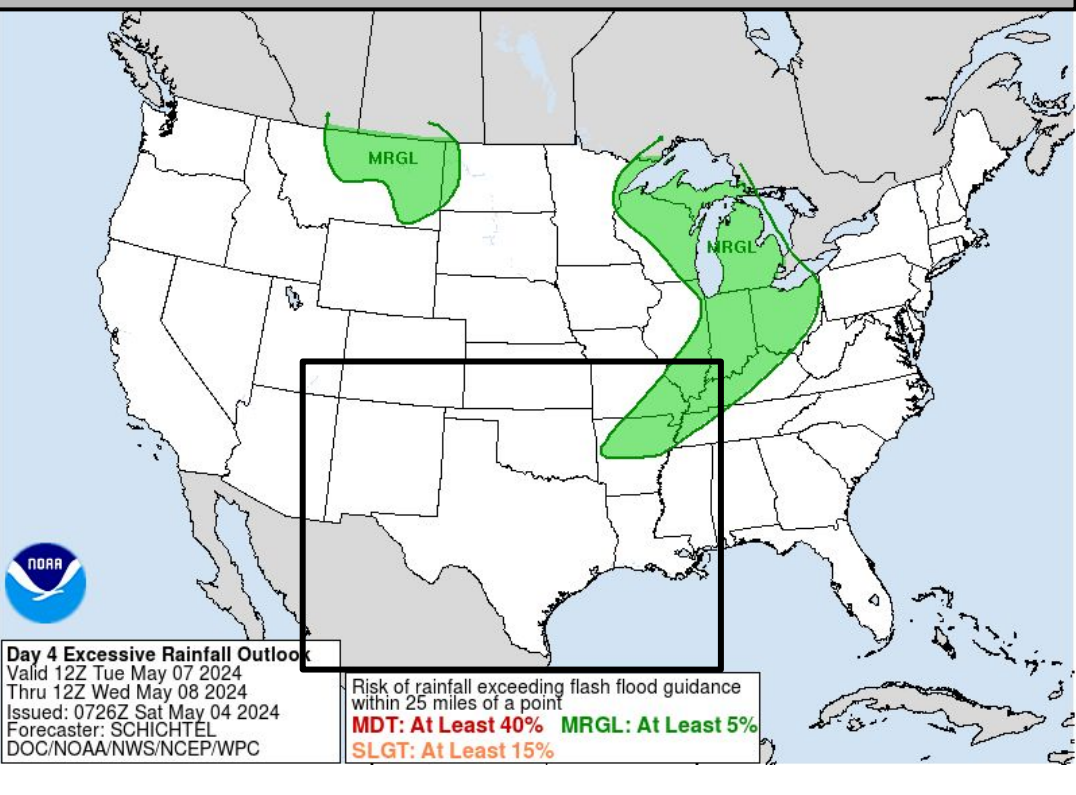 MRGL
MRGL
NOAA
Day 4 Excessive Rainfall Outlook
Valid 12Z Tue May 07 2024
Thru 12Z Wed May 08 2024
Issued: 0726Z Sat May 04 2024
Forecaster: SCHICHTEL
DOC/NOAA/NWS/NCEP/WPC
Risk of rainfall exceeding flash flood guidance
within 25 miles of a point
MDT: At Least 40% MRGL: At Least 5%
SLGT: At Least 15%